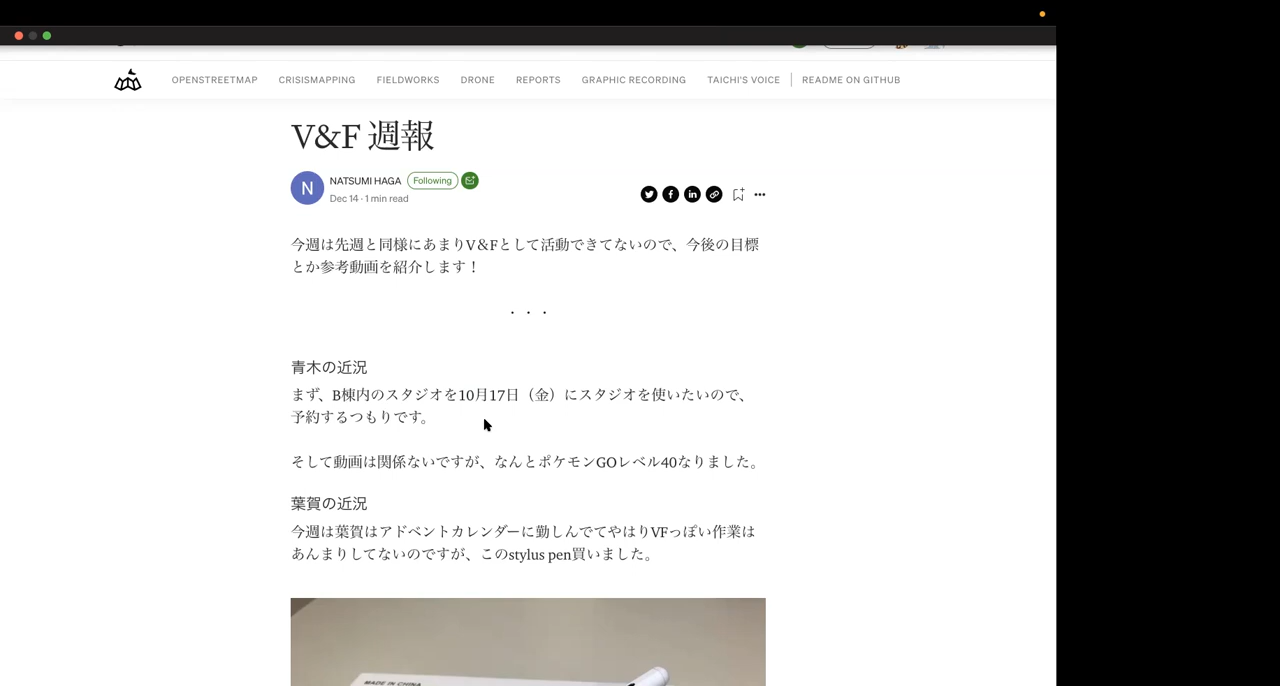 OPENSTREETMAP CRISISMAPPING FIELDWORKS DRONE REPORTS GRAPHIC RECORDING TAICHI'S VOICE README ON GITHUB
V&F 週報
N
NATSUMI HAGA Following
Dec 14 · 1 min read
今週は先週と同様にあまりV&Fとして活動できてないので、今後の目標
とか参考動画を紹介します！
青木の近況
まず、B棟内のスタジオを10月17日（金）にスタジオを使いたいので、
予約するつもりです。
そして動画は関係ないですが、なんとポケモンGOレベル40なりました。
葉賀の近況
今週は葉賀はアドベントカレンダーに勤しんでてやはりVFっぽい作業は
あんまりしてないのですが、このstylus pen買いました。
MADE IN CHINA